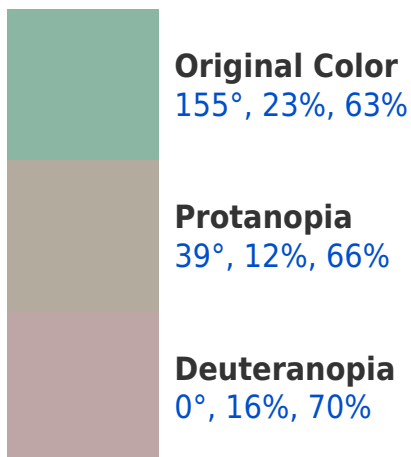 Original Color
155°, 23%, 63%
Protanopia
39°, 12%, 66%
Deuteranopia
0°, 16%, 70%